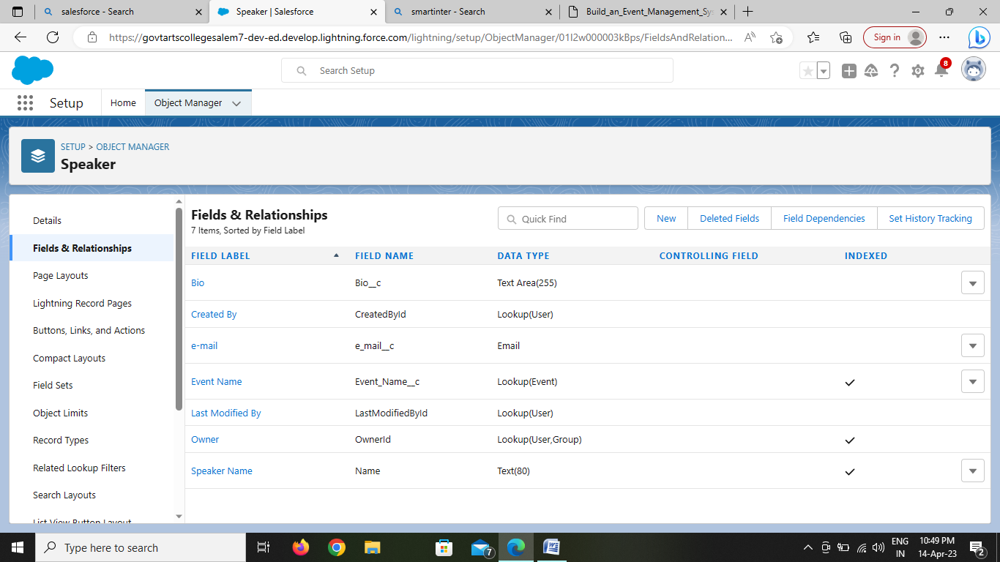 salesforce - Search
Speaker | Salesforce
smartinter - Search
Build_an_Event_Management_Sys
https://govtartscollegesalem7-dev-ed.develop.lightning.force.com/lightning/setup/ObjectManager/01I2w000003kBps/FieldsAndRelation...
Sign in
Search Setup
8
Setup
Home
Object Manager
SETUP > OBJECT MANAGER
Speaker
Details
Fields & Relationships
Page Layouts
Lightning Record Pages
Buttons, Links, and Actions
Compact Layouts
Field Sets
Object Limits
Record Types
Related Lookup Filters
Search Layouts
List View Button Layout
Fields & Relationships
7 Items, Sorted by Field Label
Quick Find
New
Deleted Fields
Field Dependencies
Set History Tracking
FIELD LABEL FIELD NAME DATA TYPE CONTROLLING FIELD INDEXED
Bio Bio__c Text Area(255)
Created By CreatedById Lookup(User)
e-mail e_mail__c Email
Event Name Event_Name__c Lookup(Event)
Last Modified By LastModifiedById Lookup(User)
Owner OwnerId Lookup(User,Group)
Speaker Name Name Text(80)
Type here to search
7
ENG
IN
10:49 PM
14-Apr-23
2